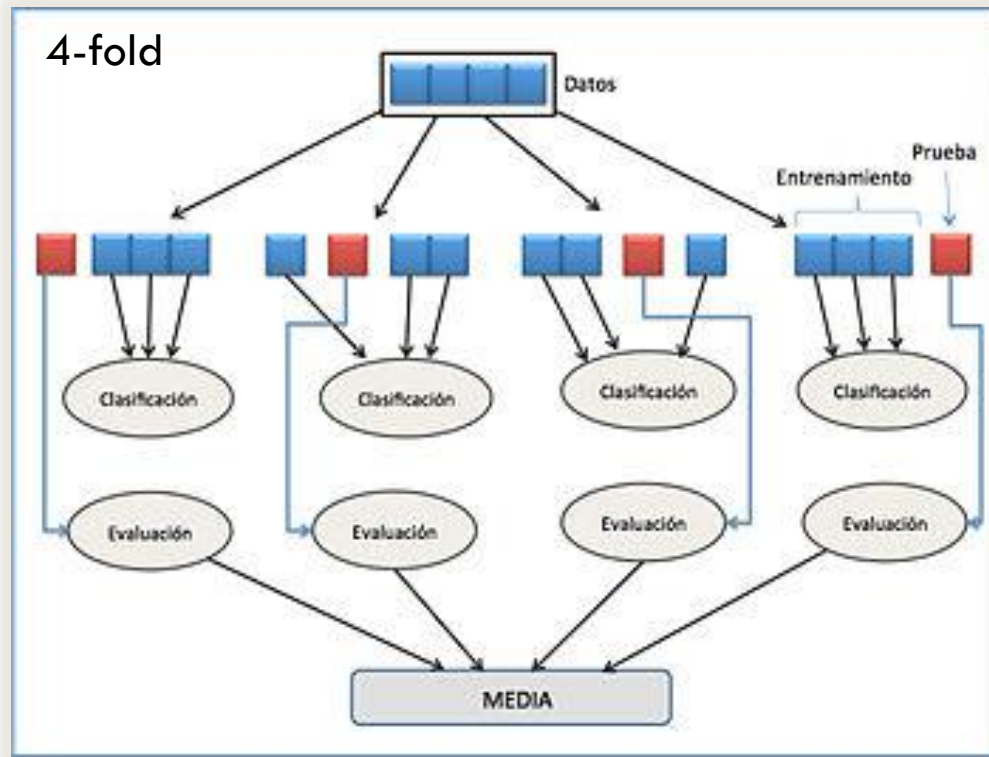 4-fold
Datos
Prueba
Entrenamiento
Clasificación
Clasificación
Clasificación
Clasificación
Evaluación
Evaluación
Evaluación
Evaluación
MEDIA